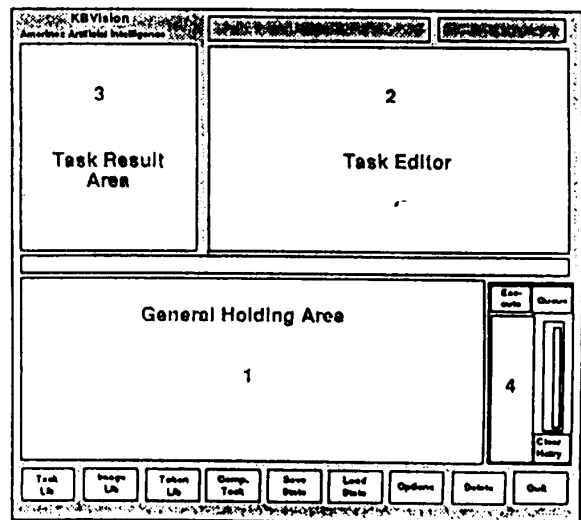 KBVision
Amerinex Artificial Intelligence
3
Task Result
Area
2
Task Editor
General Holding Area
1
Exe-
cute
Queue
4
Clear
Hstry
Task
Lib
Image
Lib
Token
Lib
Comp.
Task
Save
State
Load
State
Options
Delete
Quit